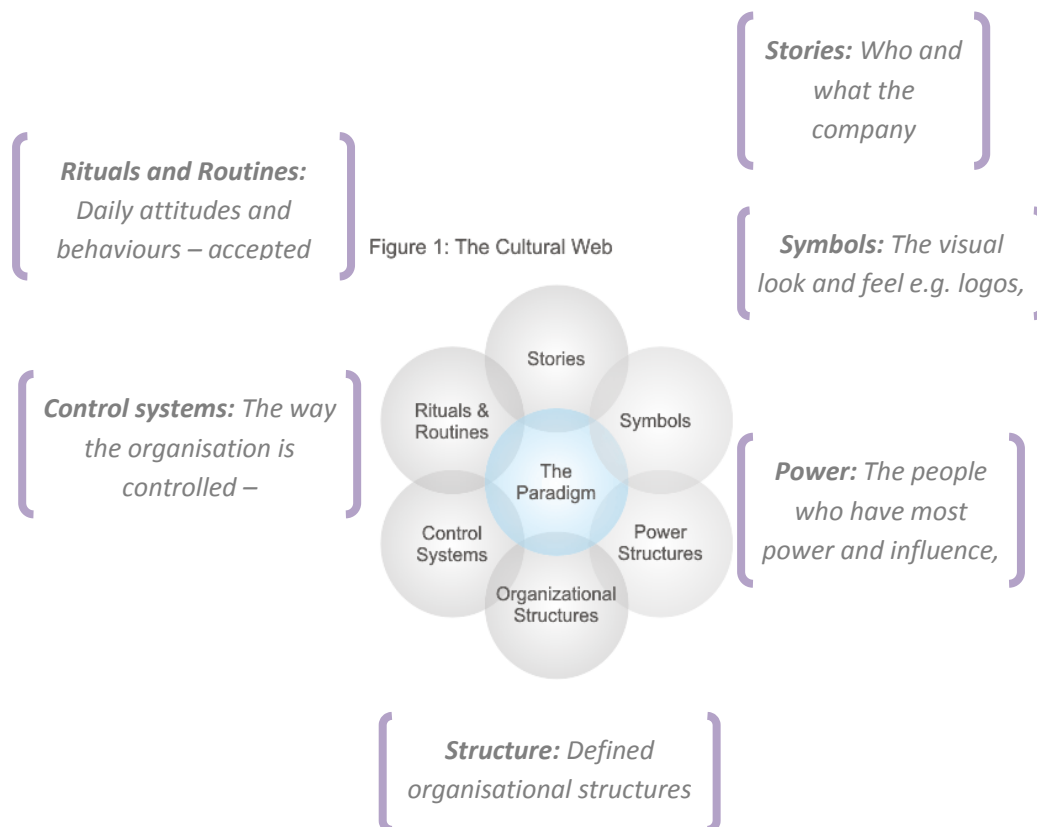 Stories: Who and
what the
company
Rituals and Routines:
Daily attitudes and
behaviours – accepted
Figure 1: The Cultural Web
Symbols: The visual
look and feel e.g. logos,
Stories
Rituals &
Routines
Symbols
Control systems: The way
the organisation is
controlled –
The
Paradigm
Power: The people
who have most
power and influence,
Control
Systems
Power
Structures
Organizational
Structures
Structure: Defined
organisational structures